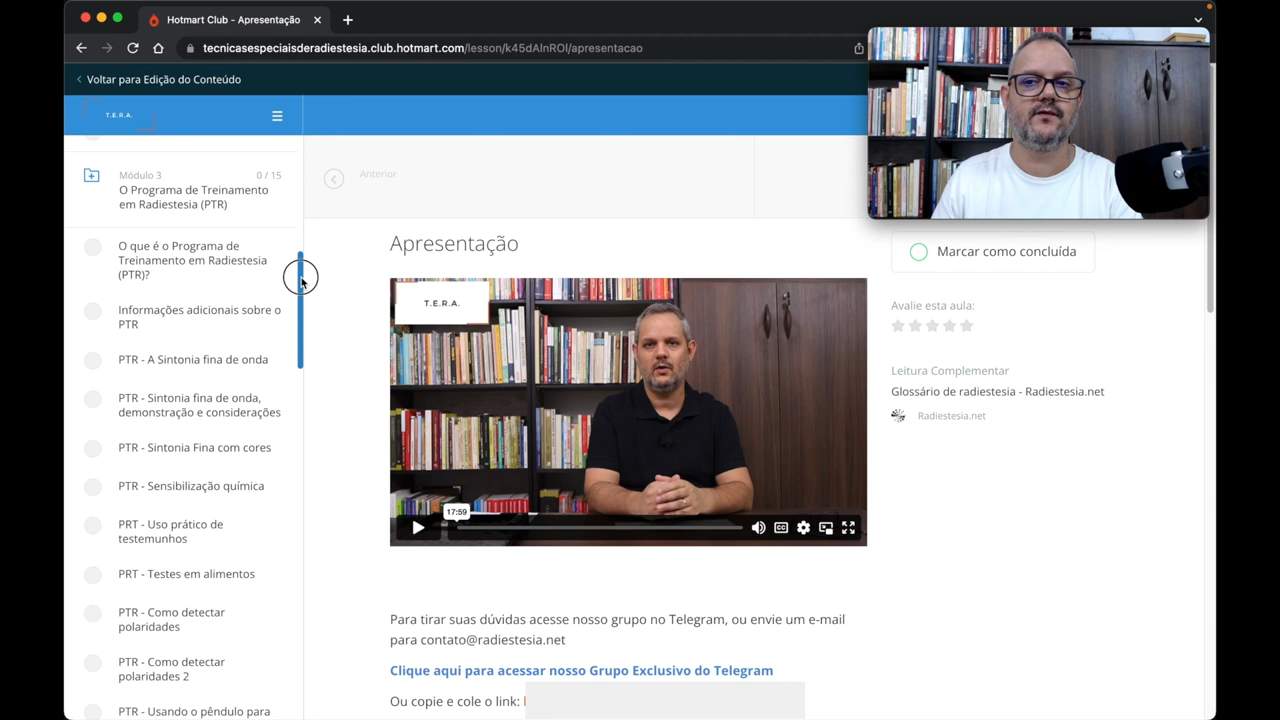 Hotmart Club - Apresentação
tecnicasespeciaisderadiestesia.club.hotmart.com/lesson/k45dAlnROl/apresentacao
Voltar para Edição do Conteúdo
T.E.R.A.
Módulo 3
0 / 15
O Programa de Treinamento
em Radiestesia (PTR)
O que é o Programa de
Treinamento em Radiestesia
(PTR)?
Informações adicionais sobre o
PTR
PTR - A Sintonia fina de onda
PTR - Sintonia fina de onda,
demonstração e considerações
PTR - Sintonia Fina com cores
PTR - Sensibilização química
PRT - Uso prático de
testemunhos
PRT - Testes em alimentos
PTR - Como detectar
polaridades
PTR - Como detectar
polaridades 2
PTR - Usando o pêndulo para
Anterior
Apresentação
T.E.R.A.
17:59
CC
Para tirar suas dúvidas acesse nosso grupo no Telegram, ou envie um e-mail
para contato@radiestesia.net
Clique aqui para acessar nosso Grupo Exclusivo do Telegram
Ou copie e cole o link:
Marcar como concluída
Avalie esta aula:
Leitura Complementar
Glossário de radiestesia - Radiestesia.net
Radiestesia.net